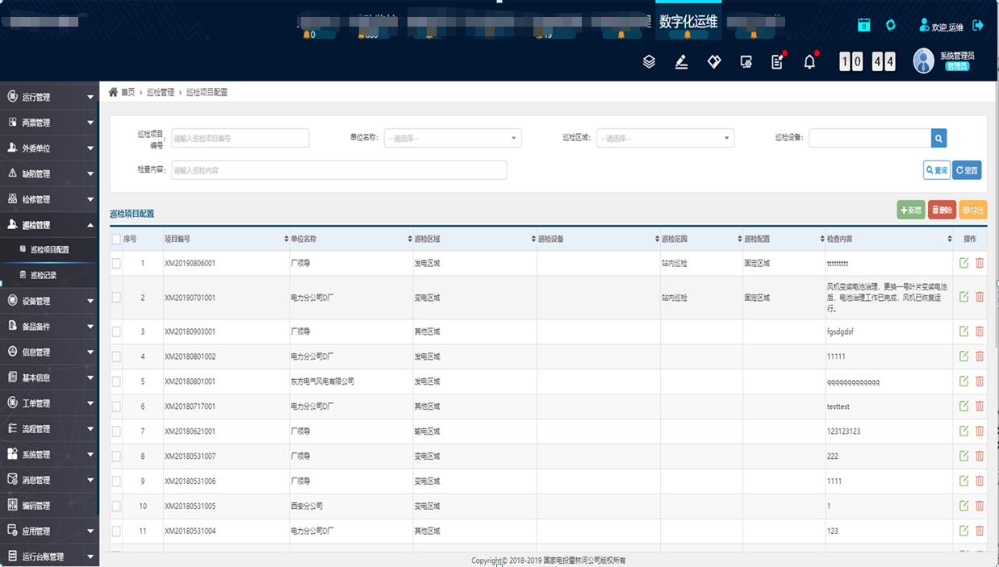 数字化运维
0
8
欢迎,运维
10 44
系统管理员
管理员
运行管理
两票管理
外委单位
缺陷管理
检修管理
巡检管理
巡检项目配置
巡检记录
设备管理
备品备件
信息管理
基本信息
工单管理
流程管理
系统管理
消息管理
编码管理
应用管理
运行台账管理
首页 巡检管理 巡检项目配置
巡检项目编号: 请输入巡检项目编号 单位名称: --请选择-- 巡检区域: --请选择-- 巡检设备:
检查内容: 请输入巡检内容 查询 重置
巡检项目配置 新增 删除 导出
序号 项目编号 单位名称 巡检区域 巡检设备 巡检范围 巡检配置 检查内容 操作
1 XM20190806001 厂领导 发电区域 站内巡检 固定区域 ttttttttt
2 XM20190701001 电力分公司D厂 变电区域 站内巡检 固定区域 风机变桨电池治理，更换一号叶片变桨电池
后，电池治理工作已完成，风机已恢复运
行。
3 XM20180903001 厂领导 其他区域 fgsdgdsf
4 XM20180801002 电力分公司D厂 发电区域 11111
5 XM20180801001 东方电气风电有限公司 发电区域 qqqqqqqqqqqqq
6 XM20180717001 电力分公司D厂 其他区域 testtest
7 XM20180621001 厂领导 输电区域 123123123
8 XM20180531007 厂领导 变电区域 222
9 XM20180531006 厂领导 变电区域 1111
10 XM20180531005 西安分公司 变电区域 1
11 XM20180531004 电力分公司D厂 其他区域 123
Copyright© 2018-2019 国家电投霍林河公司版权所有